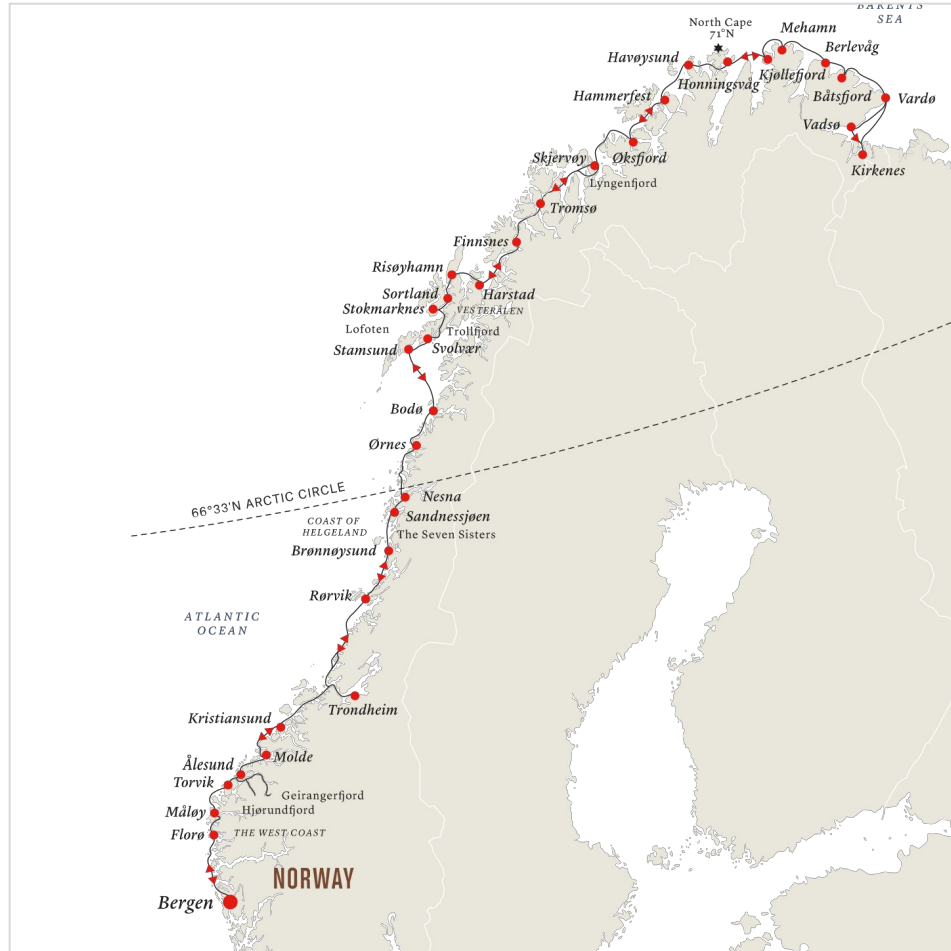 BARENTS
SEA
North Cape
71°N
Mehamn
Havøysund
Berlevåg
Honningsvåg
Kjøllefjord
Hammerfest
Båtsfjord
Vardø
Vadsø
Skjervøy
Øksfjord
Kirkenes
Lyngenfjord
Tromsø
Finnsnes
Risøyhamn
Sortland
Harstad
Stokmarknes
VESTERÅLEN
Lofoten
Trollfjord
Stamsund
Svolvær
Bodø
Ørnes
66°33'N ARCTIC CIRCLE
Nesna
Sandnessjøen
COAST OF
HELGELAND
The Seven Sisters
Brønnøysund
Rørvik
ATLANTIC
OCEAN
Trondheim
Kristiansund
Molde
Ålesund
Torvik
Geirangerfjord
Hjørundfjord
Måløy
Florø
THE WEST COAST
NORWAY
Bergen